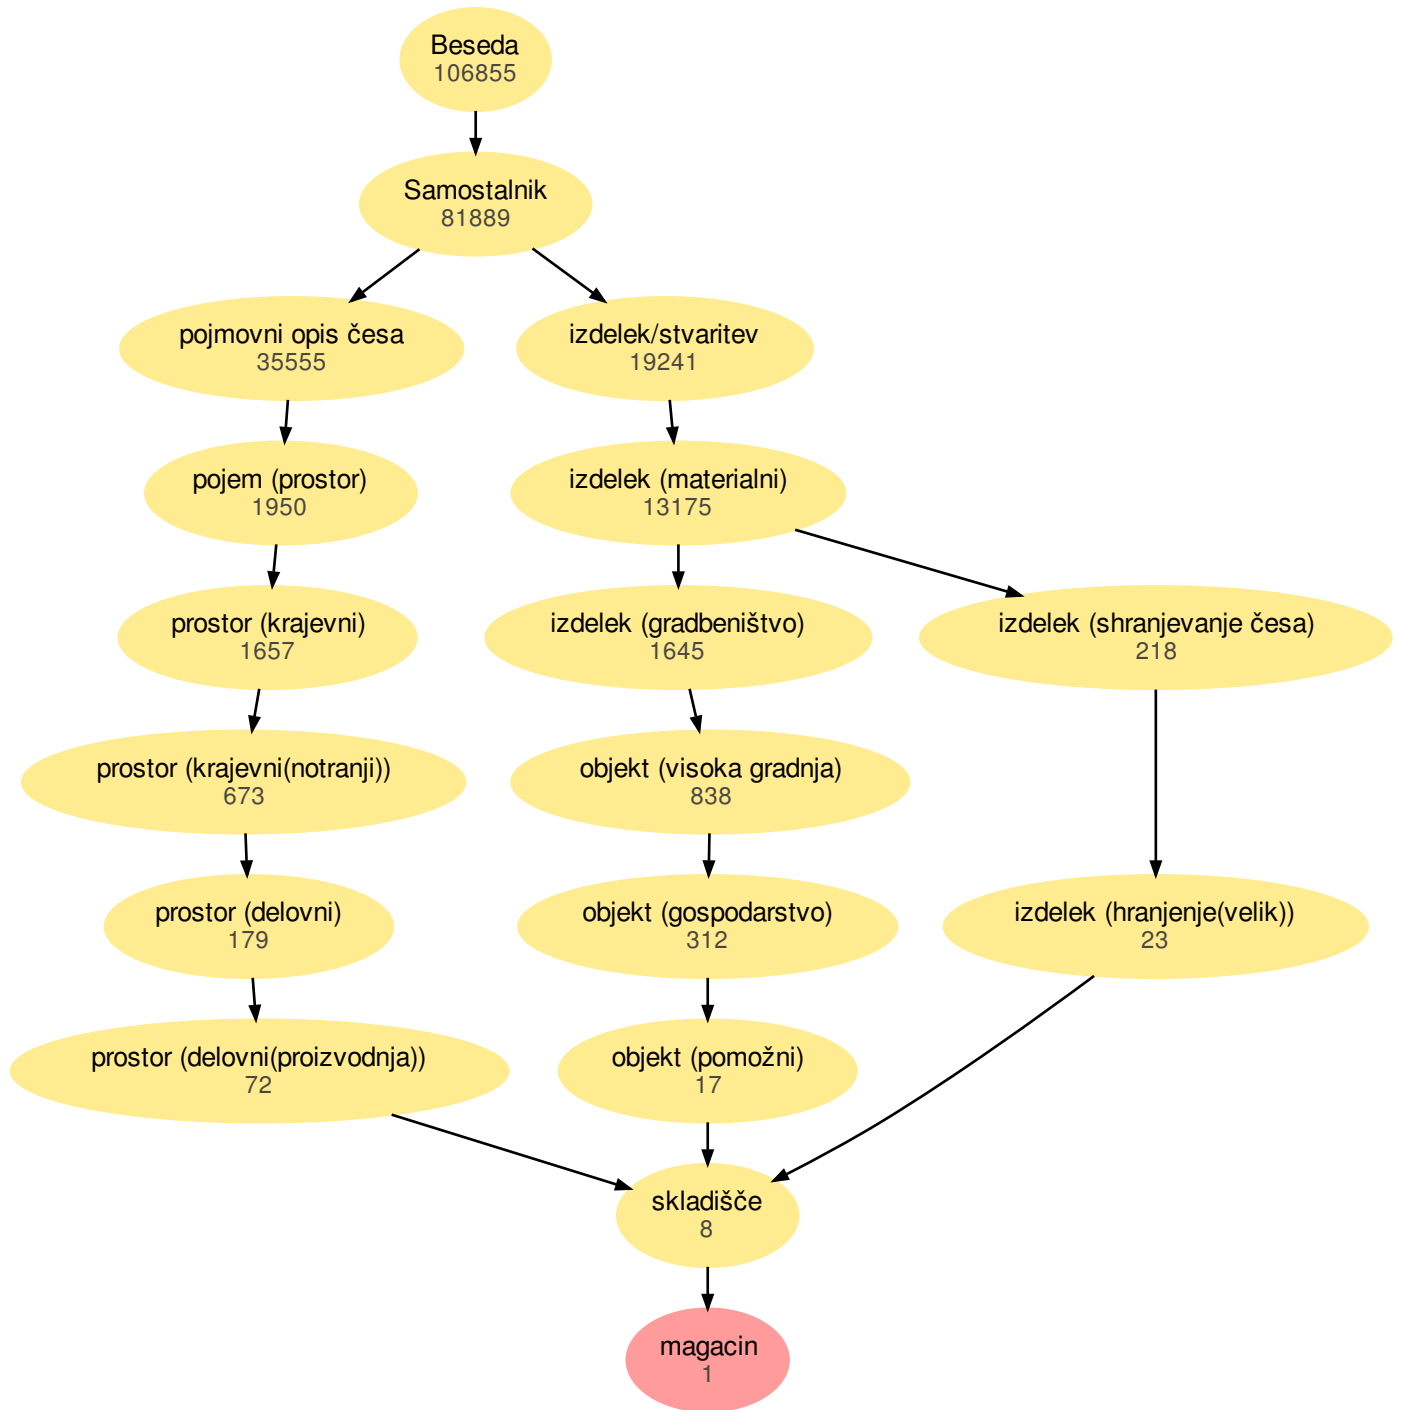 Beseda
106855
Samostalnik
81889
pojmovni opis česa
35555
izdelek/stvaritev
19241
pojem (prostor)
1950
izdelek (materialni)
13175
prostor (krajevni)
1657
izdelek (gradbeništvo)
1645
izdelek (shranjevanje česa)
218
prostor (krajevni(notranji))
673
objekt (visoka gradnja)
838
prostor (delovni)
179
objekt (gospodarstvo)
312
izdelek (hranjenje(velik))
23
prostor (delovni(proizvodnja))
72
objekt (pomožni)
17
skladišče
8
magacin
1